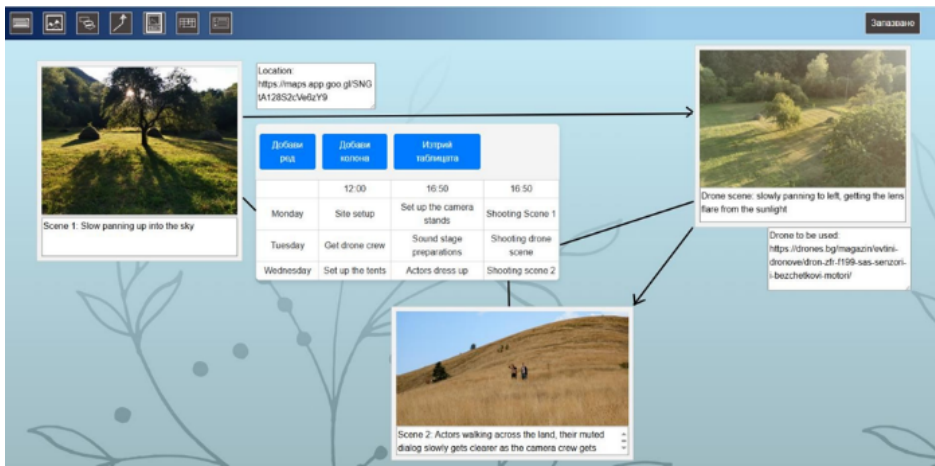 Запазване
Location:
https://maps.app.goo.gl/SNG
tA128S2cVe6zY9
Добави
ред
Добави
колона
Изтрий
таблицата
12:00 16:50 16:50
Monday Site setup Set up the camera stands Shooting Scene 1
Tuesday Get drone crew Sound stage preparations Shooting drone scene
Wednesday Set up the tents Actors dress up Shooting scene 2
Scene 1: Slow panning up into the sky
Drone scene: slowly panning to left, getting the lens
flare from the sunlight
Drone to be used:
https://drones.bg/magazin/evtini-
dronove/dron-zfr-f199-sas-senzori-
i-bezchetkovi-motori/
Scene 2: Actors walking across the land, their muted
dialog slowly gets clearer as the camera crew gets